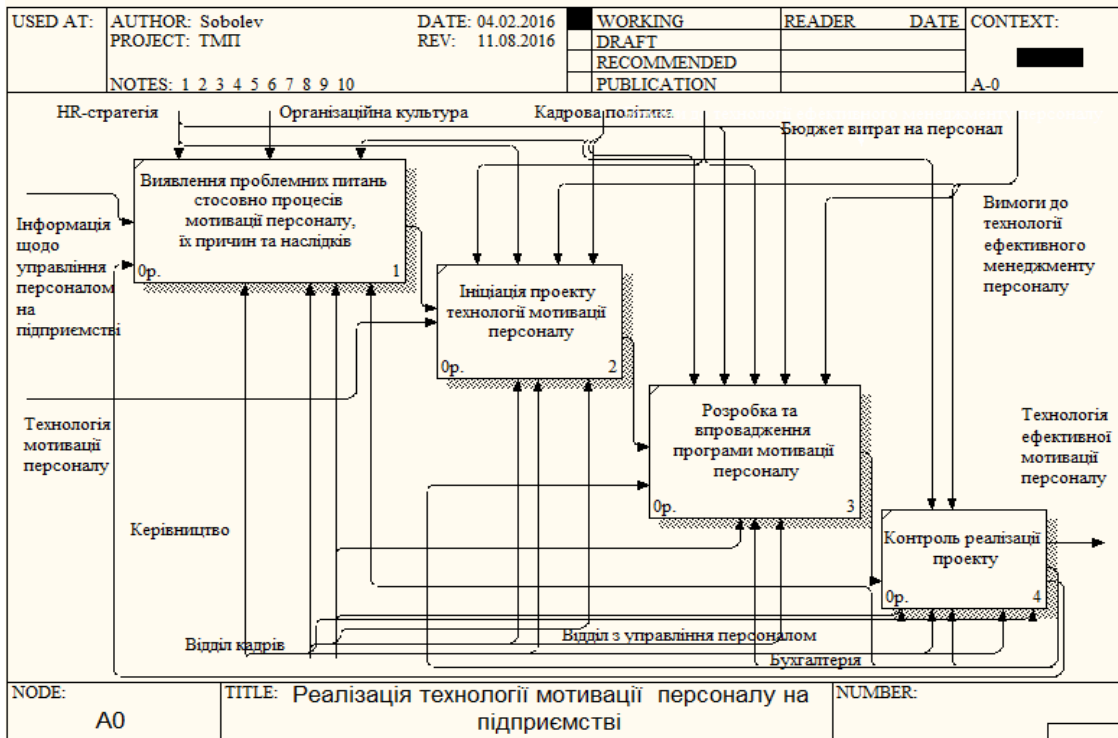 USED AT:
AUTHOR: Sobolev
DATE: 04.02.2016
PROJECT: ТМП
REV: 11.08.2016
NOTES: 1 2 3 4 5 6 7 8 9 10
WORKING
DRAFT
RECOMMENDED
PUBLICATION
READER
DATE
CONTEXT:
A-0
HR-стратегія
Організаційна культура
Кадрова політика
Бюджет витрат на персонал
Виявлення проблемних питань
стосовно процесів
мотивації персоналу,
їх причин та наслідків
0р.
1
Інформація
щодо
управління
персоналом
на
підприємстві
Вимоги до
технології
ефективного
менеджменту
персоналу
Ініціація проекту
технології мотивації
персоналу
0р.
2
Технологія
мотивації
персоналу
Розробка та
впровадження
програми мотивації
персоналу
0р.
3
Технологія
ефективної
мотивації
персоналу
Керівництво
Контроль реалізації
проекту
0р.
4
Відділ кадрів
Відділ з управління персоналом
Бухгалтерія
NODE:
A0
TITLE: Реалізація технології мотивації персоналу на
підприємстві
NUMBER: